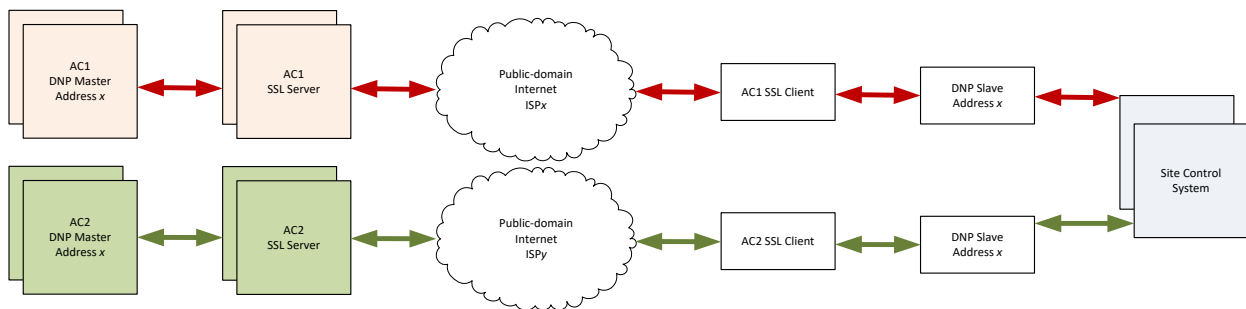 AC1
DNP Master
Address x
AC1
SSL Server
Public-domain
Internet
ISPx
AC1 SSL Client
DNP Slave
Address x
Site Control
System
AC2
DNP Master
Address x
AC2
SSL Server
Public-domain
Internet
ISPy
AC2 SSL Client
DNP Slave
Address x